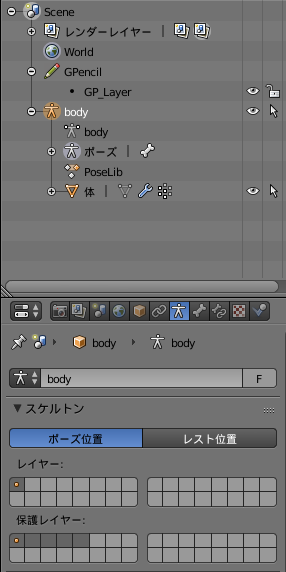 Scene
レンダーレイヤー
World
GPencil
GP_Layer
body
body
ポーズ
PoseLib
体
body body
body F
スケルトン
ポーズ位置 レスト位置
レイヤー:
保護レイヤー: